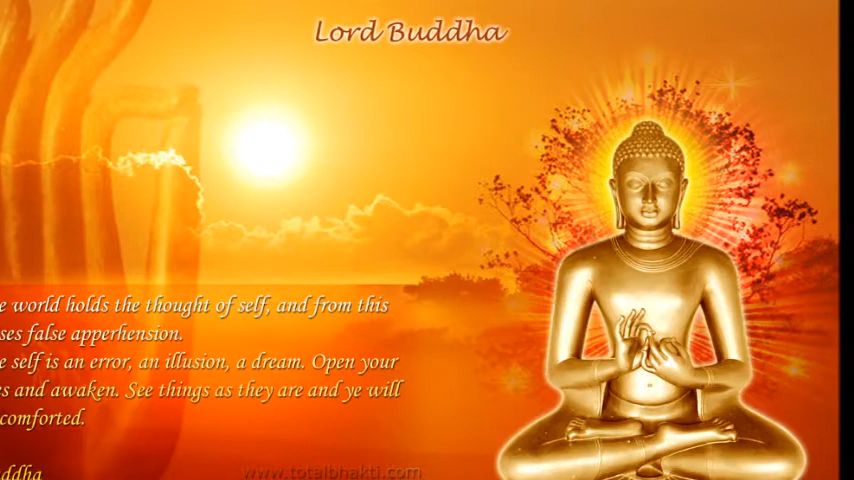 Lord Buddha
e world holds the thought of self, and from this
ses false apperhension.
e self is an error, an illusion, a dream. Open your
es and awaken. See things as they are and ye will
comforted.
ddha
www.totalbhakti.com